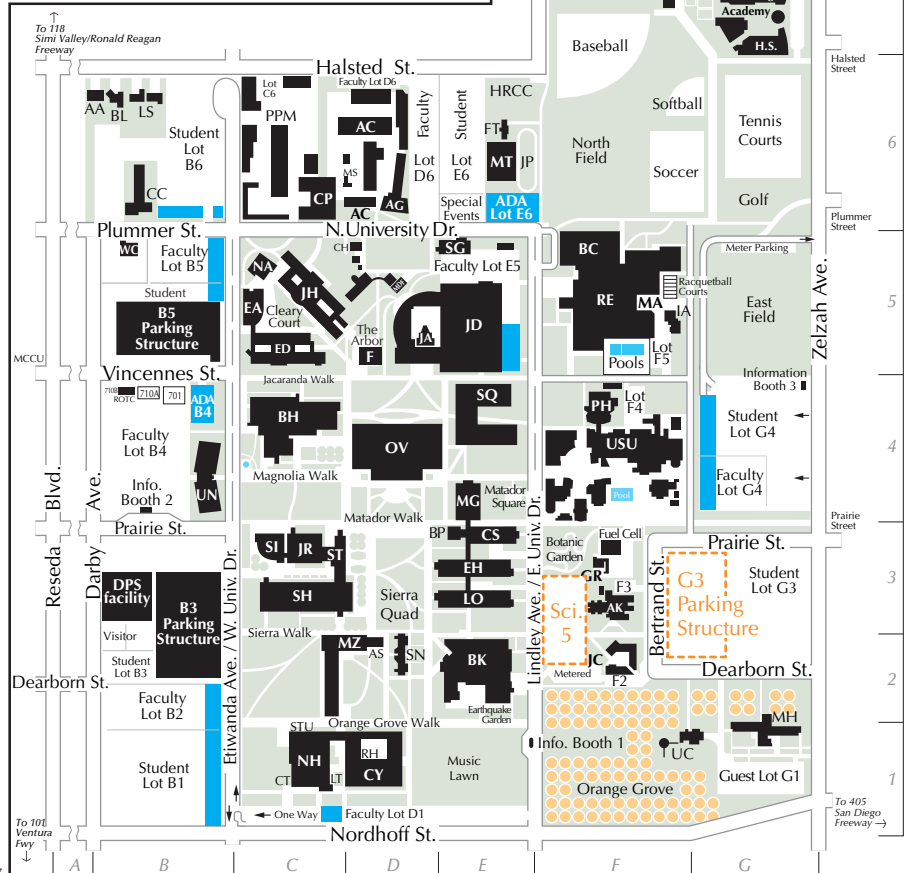 Academy
H.S.
To 118
Simi Valley/Ronald Reagan
Freeway
Halsted St.
Halsted
Street
Baseball
Softball
Tennis
Courts
North
Field
Soccer
Golf
6
AA
BL
LS
Student
Lot
B6
CC
Lot
C6
PPM
CP
Faculty Lot D6
AC
MS
AC
AG
Faculty
Lot
D6
Student
Lot
E6
HRCC
FT
MT
JP
Special
Events
ADA
Lot E6
Plummer St.
N.University Dr.
Plummer
Street
Meter Parking
WC
Faculty
Lot B5
Student
B5
Parking
Structure
NA
JH
EA
Cleary
Court
ED
CH
MDH
The
Arbor
F
JA
SG
Faculty Lot E5
JD
BC
RE
MA
Racquetball
Courts
IA
Lot
F5
Pools
East
Field
5
Zelzah Ave.
MCCU
Vincennes St.
Jacaranda Walk
Information
Booth 3
710B
ROTC
710A
701
ADA
B4
Faculty
Lot B4
UN
Info.
Booth 2
BH
OV
SQ
Magnolia Walk
MG
Matador
Square
Matador Walk
PH
Lot
F4
USU
Pool
Student
Lot G4
Faculty
Lot G4
4
Prairie St.
Prairie
Street
Reseda Blvd.
Darby Ave.
Etiwanda Ave. / W. Univ. Dr.
Lindley Ave. / E. Univ. Dr.
Bertrand St.
SI
JR
ST
SH
BP
CS
EH
LO
Sierra
Quad
Botanic
Garden
Fuel Cell
GR
F3
AK
Sci.
5
Prairie St.
G3
Parking
Structure
Student
Lot G3
3
DPS
facility
B3
Parking
Structure
Visitor
Student
Lot B3
Sierra Walk
MZ
AS
SN
BK
Earthquake
Garden
JC
F2
Metered
Dearborn St.
Dearborn St.
2
Faculty
Lot B2
Student
Lot B1
STU
Orange Grove Walk
NH
RH
CY
CT
LT
Music
Lawn
Info. Booth 1
UC
MH
Orange Grove
Guest Lot G1
1
One Way
Faculty Lot D1
Nordhoff St.
To 101
Ventura
Fwy
To 405
San Diego
Freeway
A
B
C
D
E
F
G